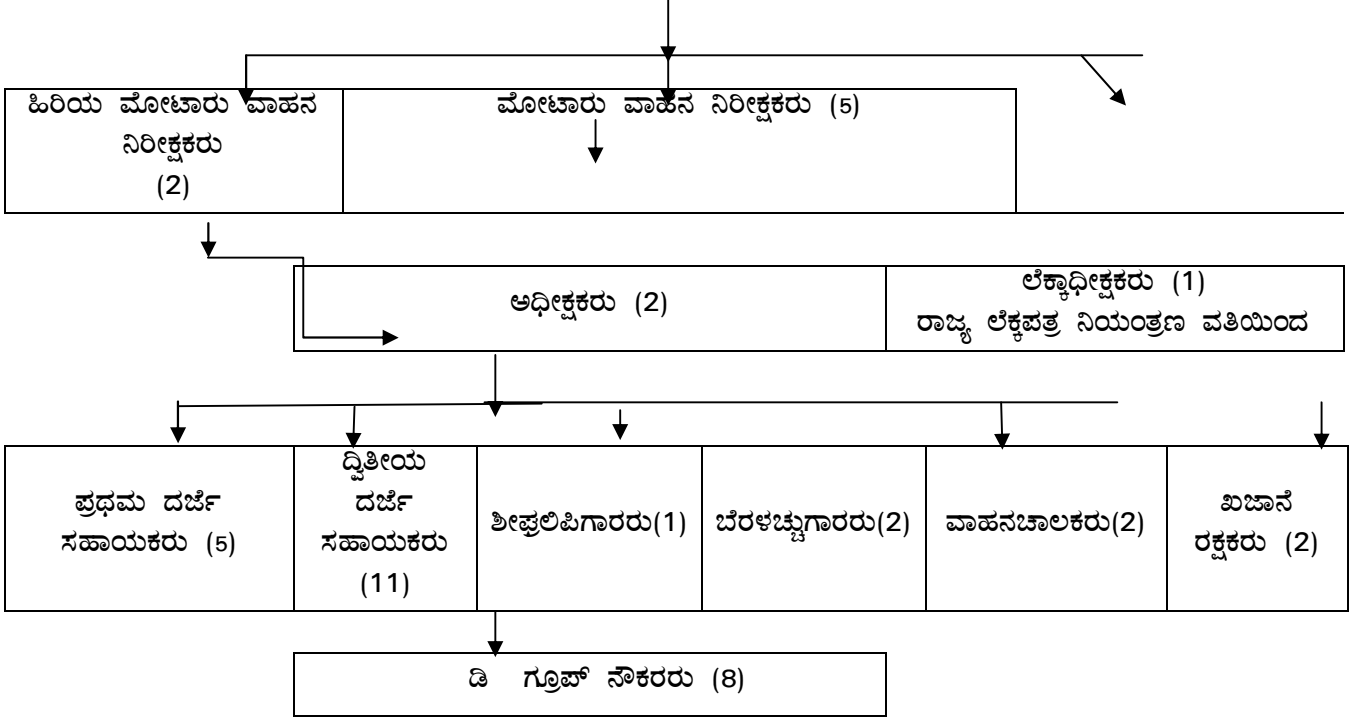 ಹಿರಿಯ ಮೋಟಾರು ವಾಹನ
ನಿರೀಕ್ಷಕರು
(2)
ಮೋಟಾರು ವಾಹನ ನಿರೀಕ್ಷಕರು (5)
ಅಧೀಕ್ಷಕರು (2)
ಲೆಕ್ಕಾಧೀಕ್ಷಕರು (1)
ರಾಜ್ಯ ಲೆಕ್ಕಪತ್ರ ನಿಯಂತ್ರಣ ವತಿಯಿಂದ
ಪ್ರಥಮ ದರ್ಜೆ
ಸಹಾಯಕರು (5)
ದ್ವಿತೀಯ
ದರ್ಜೆ
ಸಹಾಯಕರು
(11)
ಶೀಘ್ರಲಿಪಿಗಾರರು(1)
ಬೆರಳಚ್ಚುಗಾರರು(2)
ವಾಹನಚಾಲಕರು(2)
ಖಜಾನೆ
ರಕ್ಷಕರು (2)
ಡಿ ಗ್ರೂಪ್ ನೌಕರರು (8)